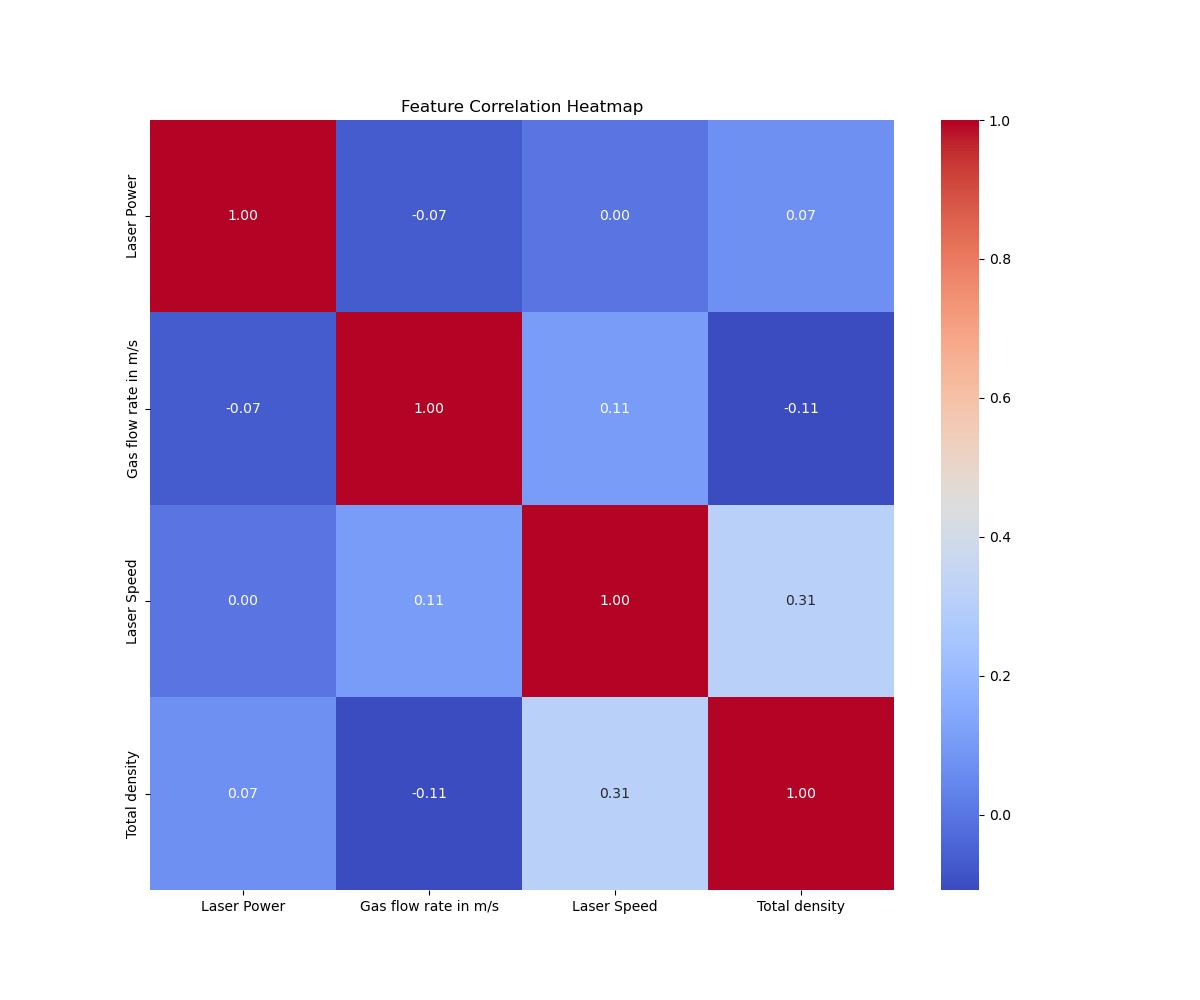 Feature Correlation Heatmap
Laser Power
1.00
-0.07
0.00
0.07
Gas flow rate in m/s
-0.07
1.00
0.11
-0.11
Laser Speed
0.00
0.11
1.00
0.31
Total density
0.07
-0.11
0.31
1.00
Laser Power
Gas flow rate in m/s
Laser Speed
Total density
1.0
0.8
0.6
0.4
0.2
0.0